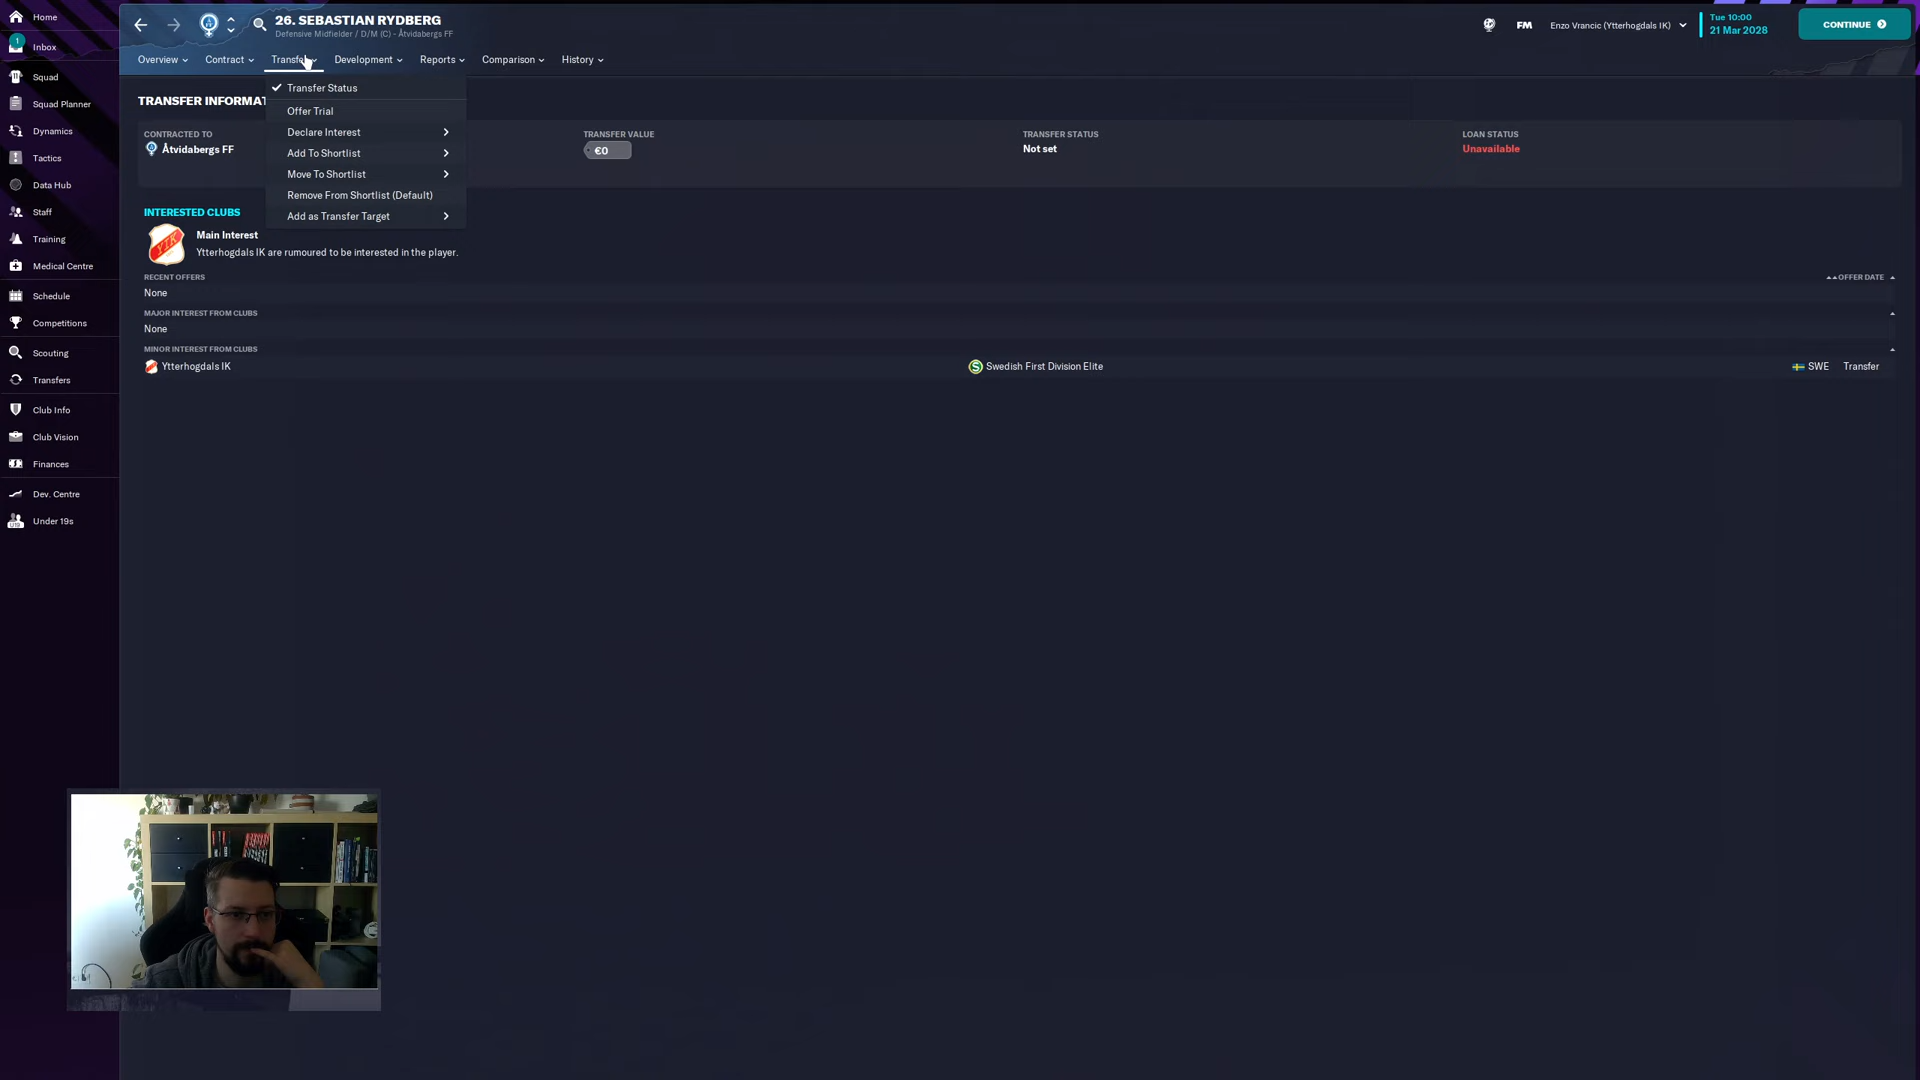 Home
1
Inbox
Squad
Squad Planner
Dynamics
Tactics
Data Hub
Staff
Training
Medical Centre
Schedule
Competitions
Scouting
Transfers
Club Info
Club Vision
Finances
Dev. Centre
Under 19s
26. SEBASTIAN RYDBERG
Defensive Midfielder / D/M (C) - Åtvidabergs FF
FM
Enzo Vrancic (Ytterhogdals IK)
Tue 10:00
21 Mar 2028
CONTINUE
Overview
Contract
Transfer
Development
Reports
Comparison
History
Transfer Status
Offer Trial
Declare Interest
Add To Shortlist
Move To Shortlist
Remove From Shortlist (Default)
Add as Transfer Target
TRANSFER INFORMAT
CONTRACTED TO
Åtvidabergs FF
TRANSFER VALUE
€0
TRANSFER STATUS
Not set
LOAN STATUS
Unavailable
INTERESTED CLUBS
YIK
Main Interest
Ytterhogdals IK are rumoured to be interested in the player.
RECENT OFFERS
OFFER DATE
None
MAJOR INTEREST FROM CLUBS
None
MINOR INTEREST FROM CLUBS
Ytterhogdals IK
Swedish First Division Elite
SWE
Transfer